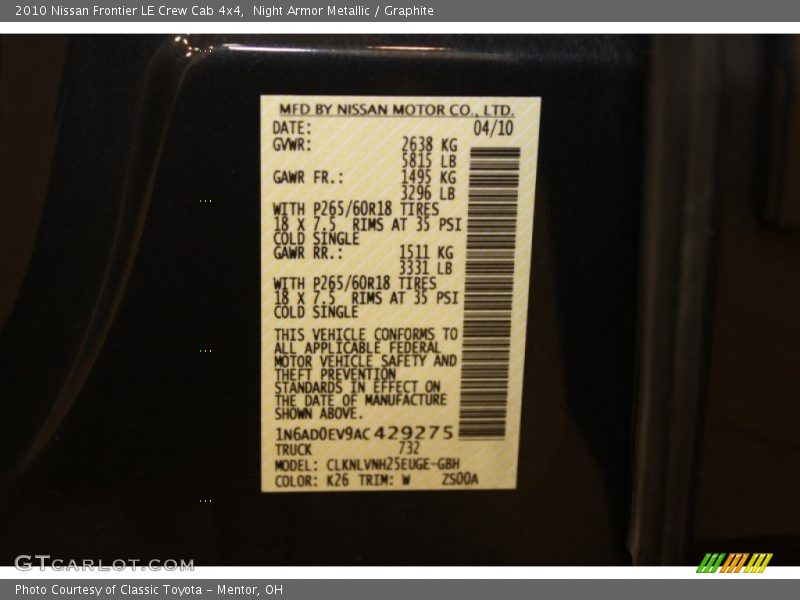 2010 Nissan Frontier LE Crew Cab 4x4,  Night Armor Metallic / Graphite
MFD BY NISSAN MOTOR CO., LTD.
DATE: 04/10
GVWR: 2638 KG
5815 LB
GAWR FR.: 1495 KG
3296 LB
WITH P265/60R18 TIRES
18 X 7.5 RIMS AT 35 PSI
COLD SINGLE
GAWR RR.: 1511 KG
3331 LB
WITH P265/60R18 TIRES
18 X 7.5 RIMS AT 35 PSI
COLD SINGLE
THIS VEHICLE CONFORMS TO
ALL APPLICABLE FEDERAL
MOTOR VEHICLE SAFETY AND
THEFT PREVENTION
STANDARDS IN EFFECT ON
THE DATE OF MANUFACTURE
SHOWN ABOVE.
1N6AD0EV9AC429275
TRUCK 732
MODEL: CLKNLVNH25EUGE-GBH
COLOR: K26 TRIM: W ZS00A
GTCARLOT.COM
Photo Courtesy of Classic Toyota - Mentor, OH